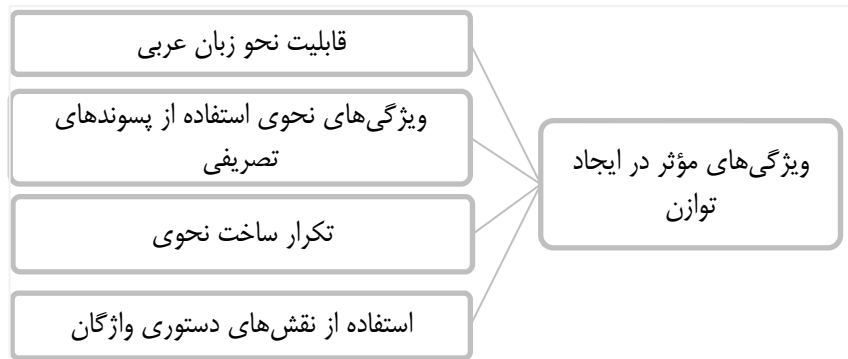 ویژگی‌های مؤثر در ایجاد
توازن
قابلیت نحو زبان عربی
ویژگی‌های نحوی استفاده از پسوندهای
تصریفی
تکرار ساخت نحوی
استفاده از نقش‌های دستوری واژگان